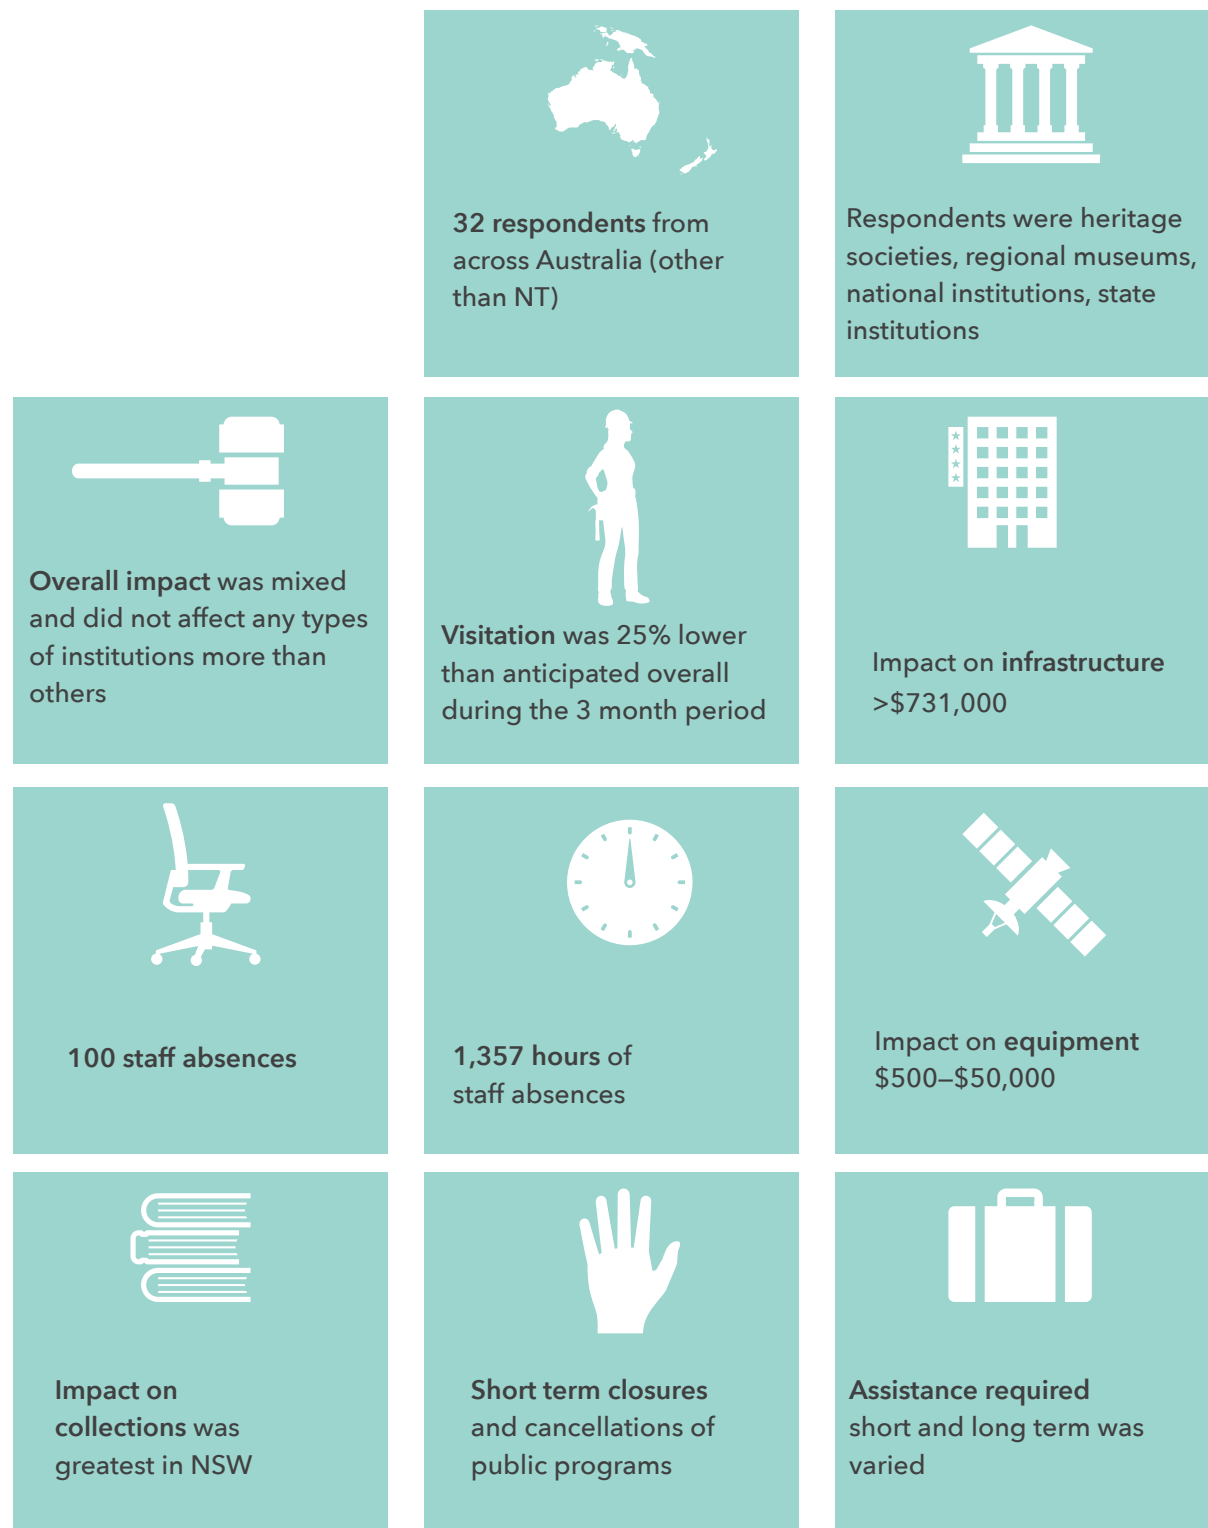 32 respondents from
across Australia (other
than NT)
Respondents were heritage
societies, regional museums,
national institutions, state
institutions
Overall impact was mixed
and did not affect any types
of institutions more than
others
Visitation was 25% lower
than anticipated overall
during the 3 month period
Impact on infrastructure
>$731,000
100 staff absences
1,357 hours of
staff absences
Impact on equipment
$500–$50,000
Impact on
collections was
greatest in NSW
Short term closures
and cancellations of
public programs
Assistance required
short and long term was
varied